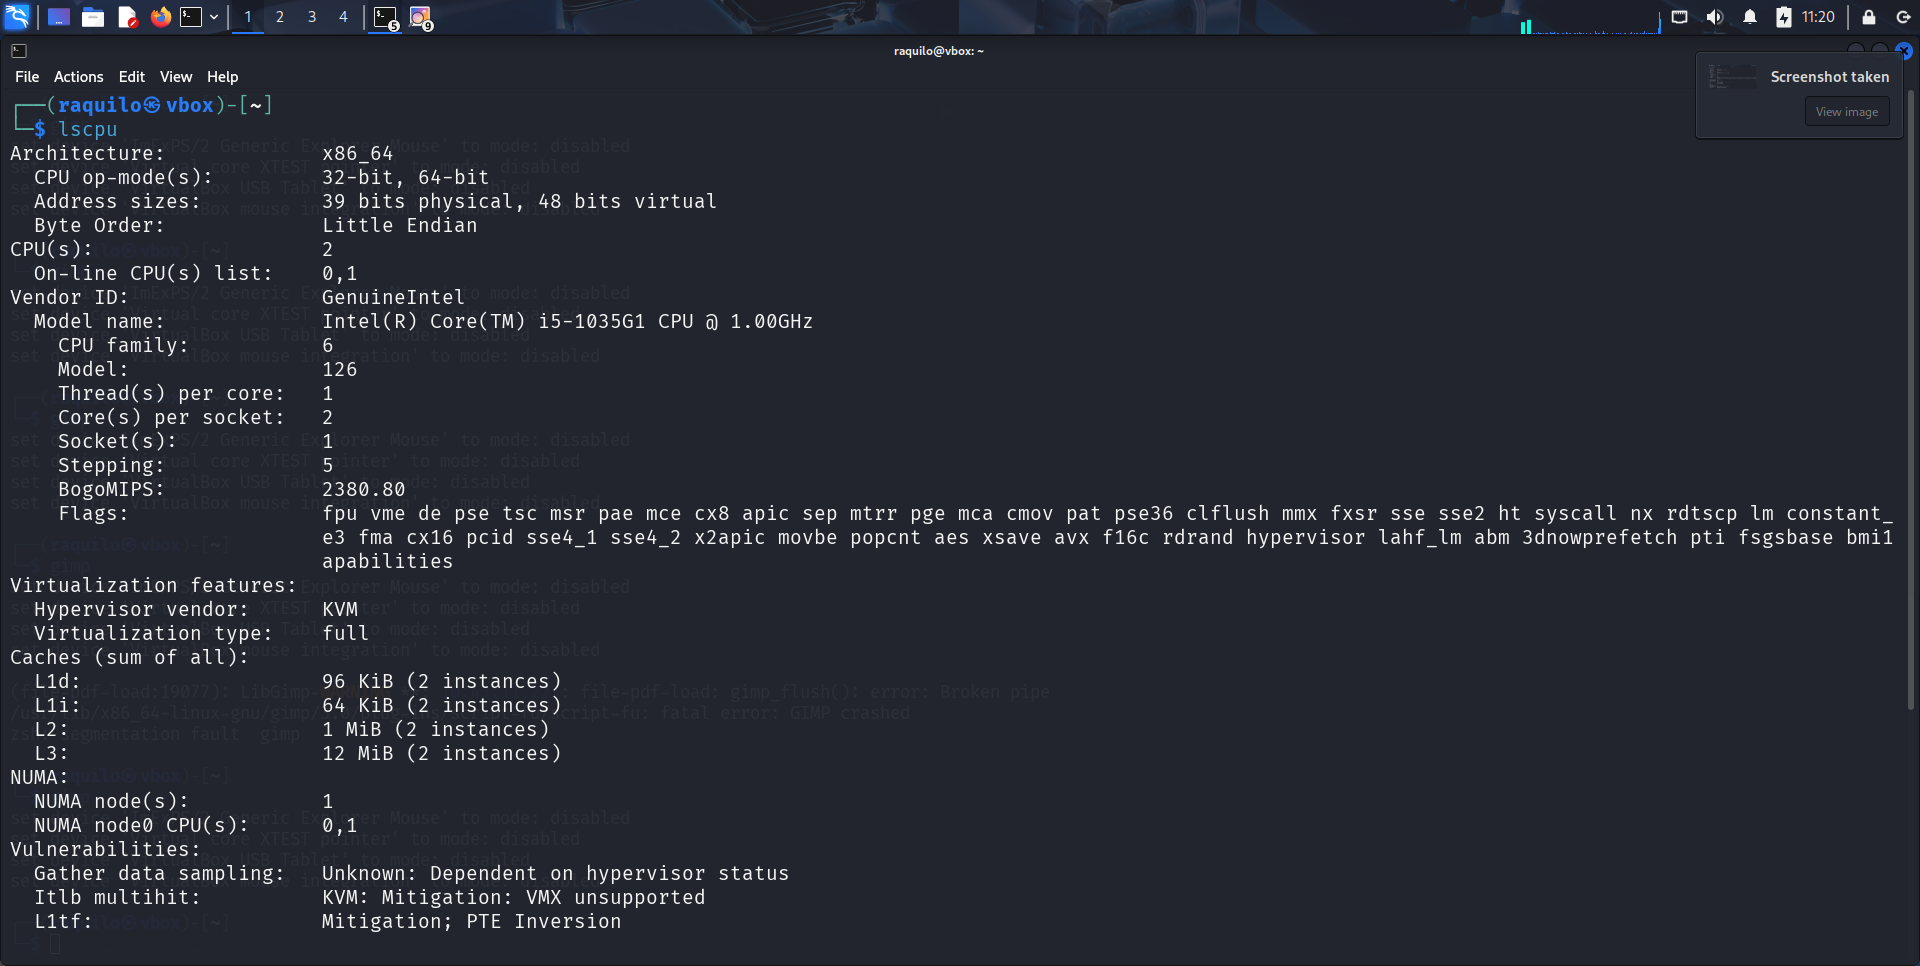 1 2 3 4 5 9 11:20
raquilo@vbox: ~
File Actions Edit View Help
Screenshot taken
View image
┌──(raquilo㉿vbox)-[~]
└─$ lscpu
Architecture: x86_64
CPU op-mode(s): 32-bit, 64-bit
Address sizes: 39 bits physical, 48 bits virtual
Byte Order: Little Endian
CPU(s): 2
On-line CPU(s) list: 0,1
Vendor ID: GenuineIntel
Model name: Intel(R) Core(TM) i5-1035G1 CPU @ 1.00GHz
CPU family: 6
Model: 126
Thread(s) per core: 1
Core(s) per socket: 2
Socket(s): 1
Stepping: 5
BogoMIPS: 2380.80
Flags: fpu vme de pse tsc msr pae mce cx8 apic sep mtrr pge mca cmov pat pse36 clflush mmx fxsr sse sse2 ht syscall nx rdtscp lm constant_
e3 fma cx16 pcid sse4_1 sse4_2 x2apic movbe popcnt aes xsave avx f16c rdrand hypervisor lahf_lm abm 3dnowprefetch pti fsgsbase bmi1
apabilities
Virtualization features:
Hypervisor vendor: KVM
Virtualization type: full
Caches (sum of all):
L1d: 96 KiB (2 instances)
L1i: 64 KiB (2 instances)
L2: 1 MiB (2 instances)
L3: 12 MiB (2 instances)
NUMA:
NUMA node(s): 1
NUMA node0 CPU(s): 0,1
Vulnerabilities:
Gather data sampling: Unknown: Dependent on hypervisor status
Itlb multihit: KVM: Mitigation: VMX unsupported
L1tf: Mitigation; PTE Inversion